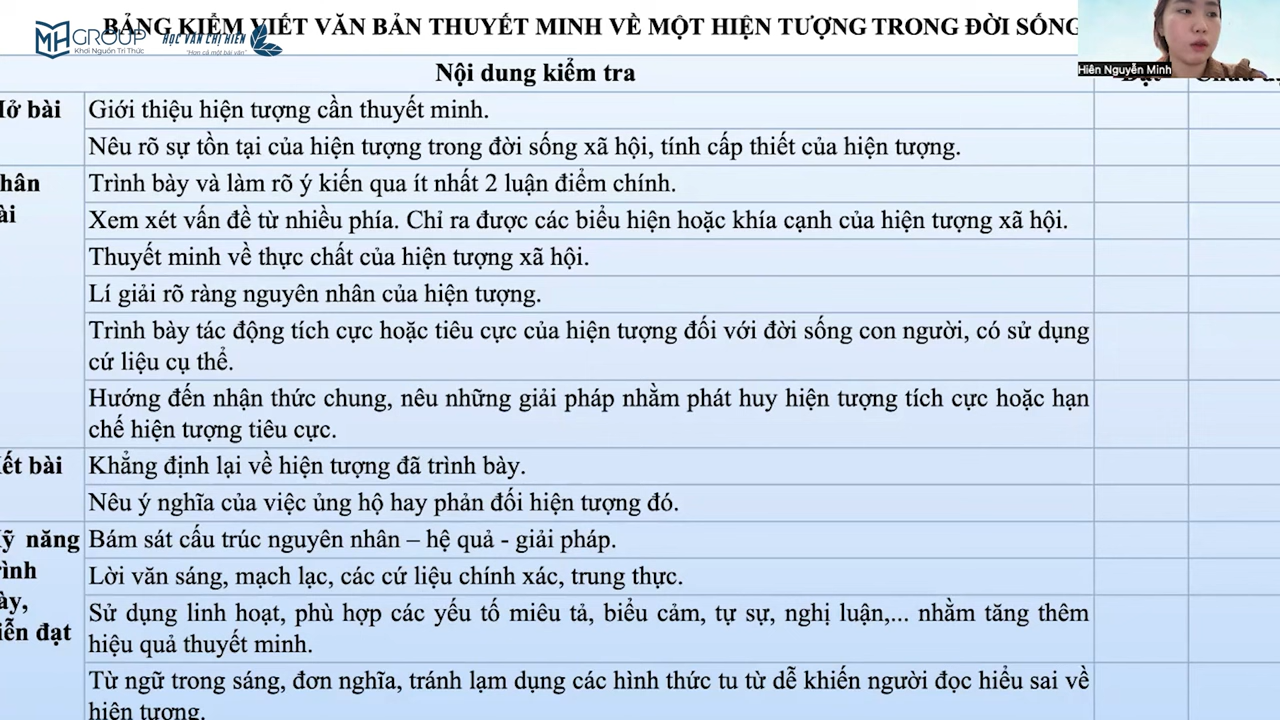 BẢNG KIỂM VIẾT VĂN BẢN THUYẾT MINH VỀ MỘT HIỆN TƯỢNG TRONG ĐỜI SỐNG
MH GROUP
Khơi Nguồn Tri Thức
HỌC VĂN CHỊ HIÊN
"Hơn cả một bài văn"
Hiên Nguyễn Minh
Nội dung kiểm tra
ở bài
Giới thiệu hiện tượng cần thuyết minh.
Nêu rõ sự tồn tại của hiện tượng trong đời sống xã hội, tính cấp thiết của hiện tượng.
hân
ài
Trình bày và làm rõ ý kiến qua ít nhất 2 luận điểm chính.
Xem xét vấn đề từ nhiều phía. Chỉ ra được các biểu hiện hoặc khía cạnh của hiện tượng xã hội.
Thuyết minh về thực chất của hiện tượng xã hội.
Lí giải rõ ràng nguyên nhân của hiện tượng.
Trình bày tác động tích cực hoặc tiêu cực của hiện tượng đối với đời sống con người, có sử dụng
cứ liệu cụ thể.
Hướng đến nhận thức chung, nêu những giải pháp nhằm phát huy hiện tượng tích cực hoặc hạn
chế hiện tượng tiêu cực.
ết bài
Khẳng định lại về hiện tượng đã trình bày.
Nêu ý nghĩa của việc ủng hộ hay phản đối hiện tượng đó.
ỹ năng
rình
ày,
iễn đạt
Bám sát cấu trúc nguyên nhân – hệ quả - giải pháp.
Lời văn sáng, mạch lạc, các cứ liệu chính xác, trung thực.
Sử dụng linh hoạt, phù hợp các yếu tố miêu tả, biểu cảm, tự sự, nghị luận,... nhằm tăng thêm
hiệu quả thuyết minh.
Từ ngữ trong sáng, đơn nghĩa, tránh lạm dụng các hình thức tu từ dễ khiến người đọc hiểu sai về
hiện tượng.